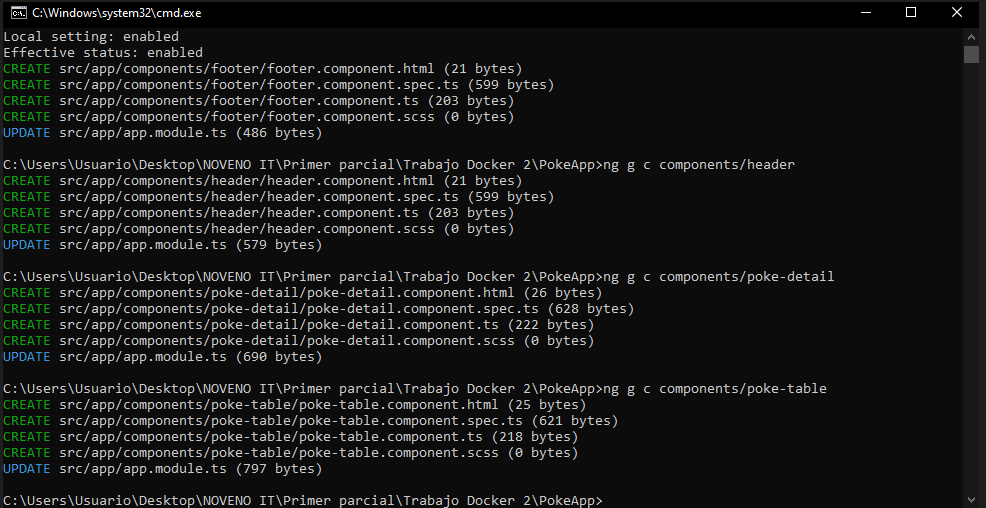 C:\Windows\system32\cmd.exe
Local setting: enabled
Effective status: enabled
CREATE src/app/components/footer/footer.component.html (21 bytes)
CREATE src/app/components/footer/footer.component.spec.ts (599 bytes)
CREATE src/app/components/footer/footer.component.ts (203 bytes)
CREATE src/app/components/footer/footer.component.scss (0 bytes)
UPDATE src/app/app.module.ts (486 bytes)
C:\Users\Usuario\Desktop\NOVENO IT\Primer parcial\Trabajo Docker 2\PokeApp>ng g c components/header
CREATE src/app/components/header/header.component.html (21 bytes)
CREATE src/app/components/header/header.component.spec.ts (599 bytes)
CREATE src/app/components/header/header.component.ts (203 bytes)
CREATE src/app/components/header/header.component.scss (0 bytes)
UPDATE src/app/app.module.ts (579 bytes)
C:\Users\Usuario\Desktop\NOVENO IT\Primer parcial\Trabajo Docker 2\PokeApp>ng g c components/poke-detail
CREATE src/app/components/poke-detail/poke-detail.component.html (26 bytes)
CREATE src/app/components/poke-detail/poke-detail.component.spec.ts (628 bytes)
CREATE src/app/components/poke-detail/poke-detail.component.ts (222 bytes)
CREATE src/app/components/poke-detail/poke-detail.component.scss (0 bytes)
UPDATE src/app/app.module.ts (690 bytes)
C:\Users\Usuario\Desktop\NOVENO IT\Primer parcial\Trabajo Docker 2\PokeApp>ng g c components/poke-table
CREATE src/app/components/poke-table/poke-table.component.html (25 bytes)
CREATE src/app/components/poke-table/poke-table.component.spec.ts (621 bytes)
CREATE src/app/components/poke-table/poke-table.component.ts (218 bytes)
CREATE src/app/components/poke-table/poke-table.component.scss (0 bytes)
UPDATE src/app/app.module.ts (797 bytes)
C:\Users\Usuario\Desktop\NOVENO IT\Primer parcial\Trabajo Docker 2\PokeApp>